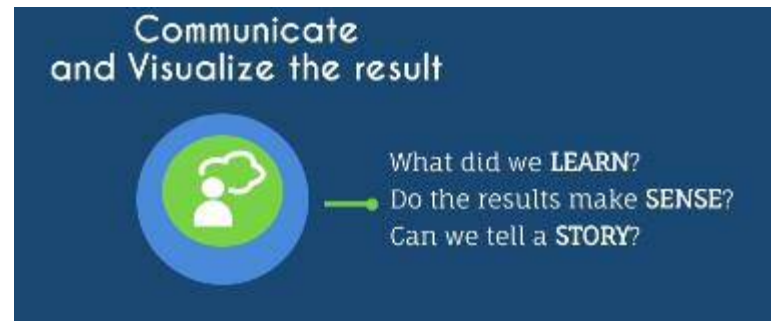 Communicate
and Visualize the result
What did we LEARN?
Do the results make SENSE?
Can we tell a STORY?